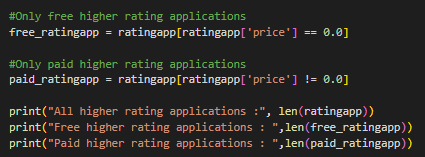 #Only free higher rating applications
free_ratingapp = ratingapp[ratingapp['price'] == 0.0]
#Only paid higher rating applications
paid_ratingapp = ratingapp[ratingapp['price'] != 0.0]
print("All higher rating applications :", len(ratingapp))
print("Free higher rating applications : ",len(free_ratingapp))
print("Paid higher rating applications : ",len(paid_ratingapp))